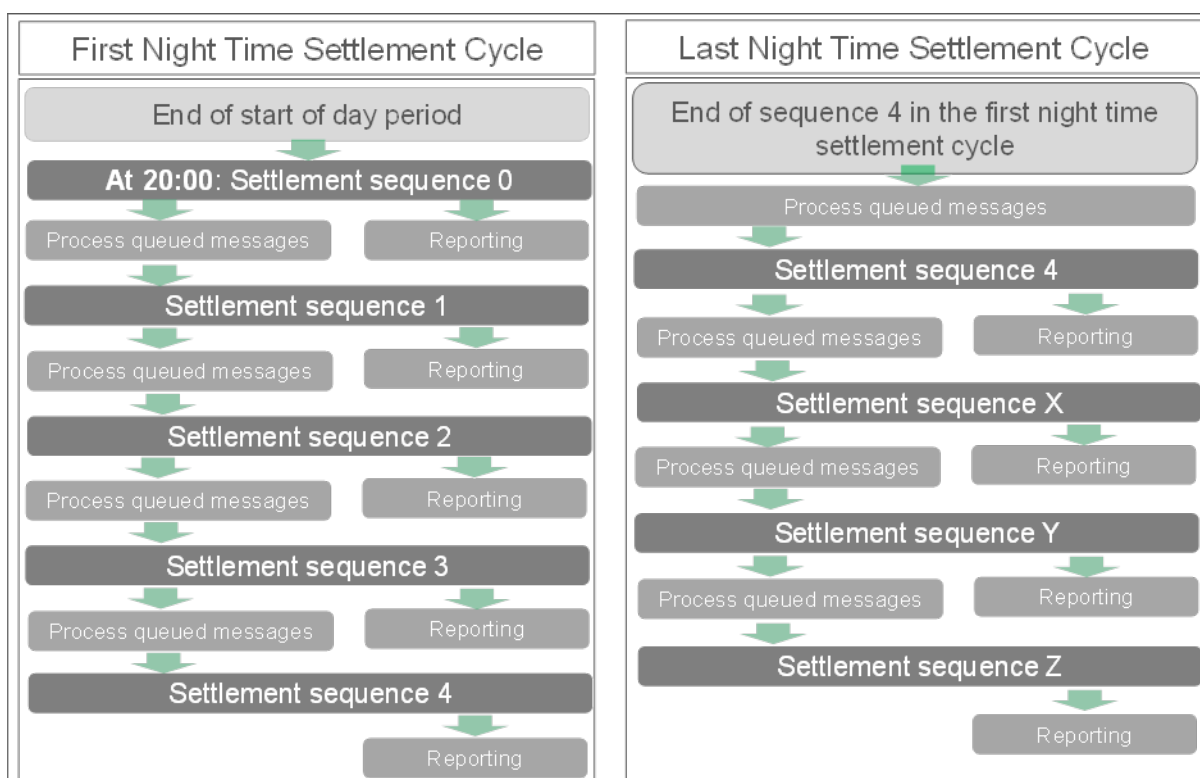 First Night Time Settlement Cycle
End of start of day period
At 20:00: Settlement sequence 0
Process queued messages
Reporting
Settlement sequence 1
Process queued messages
Reporting
Settlement sequence 2
Process queued messages
Reporting
Settlement sequence 3
Process queued messages
Reporting
Settlement sequence 4
Reporting
Last Night Time Settlement Cycle
End of sequence 4 in the first night time
settlement cycle
Process queued messages
Settlement sequence 4
Process queued messages
Reporting
Settlement sequence X
Process queued messages
Reporting
Settlement sequence Y
Process queued messages
Reporting
Settlement sequence Z
Reporting